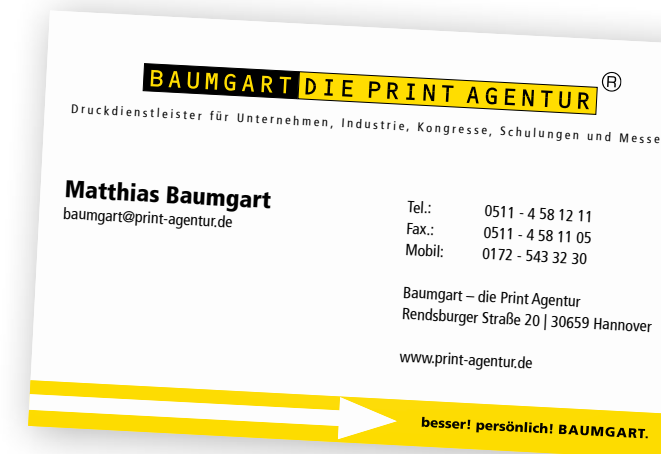 BAUMGART DIE PRINT AGENTUR ®
Druckdienstleister für Unternehmen, Industrie, Kongresse, Schulungen und Messe
Matthias Baumgart
baumgart@print-agentur.de
Tel.: 0511 - 4 58 12 11
Fax.: 0511 - 4 58 11 05
Mobil: 0172 - 543 32 30
Baumgart – die Print Agentur
Rendsburger Straße 20 | 30659 Hannover
www.print-agentur.de
besser! persönlich! BAUMGART.